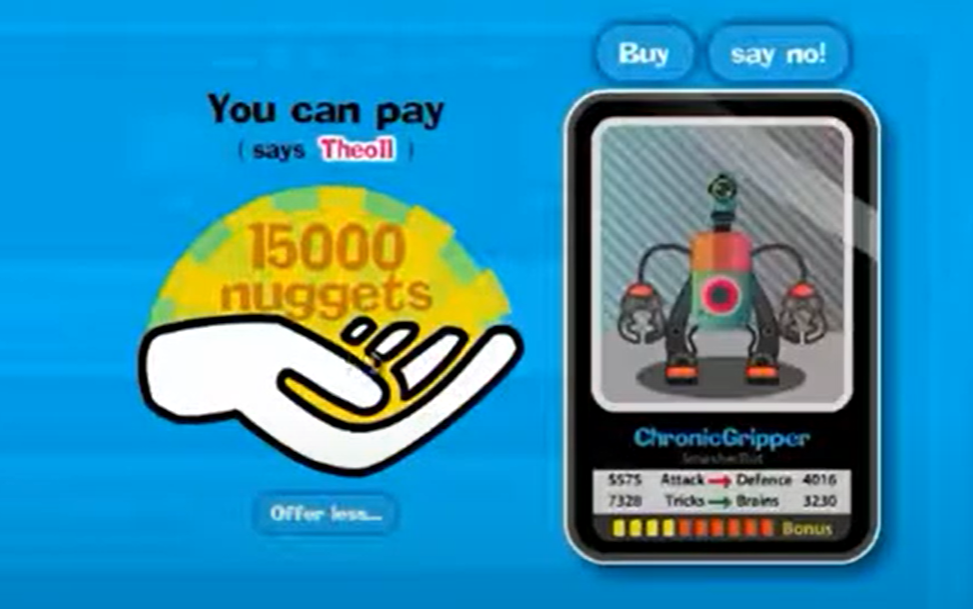 Buy
say no!
You can pay
( says Theoll )
15000
nuggets
Offer less...
ChronicGripper
SmasherBot
5575 Attack → Defence 4016
7328 Tricks → Brains 3230
Bonus